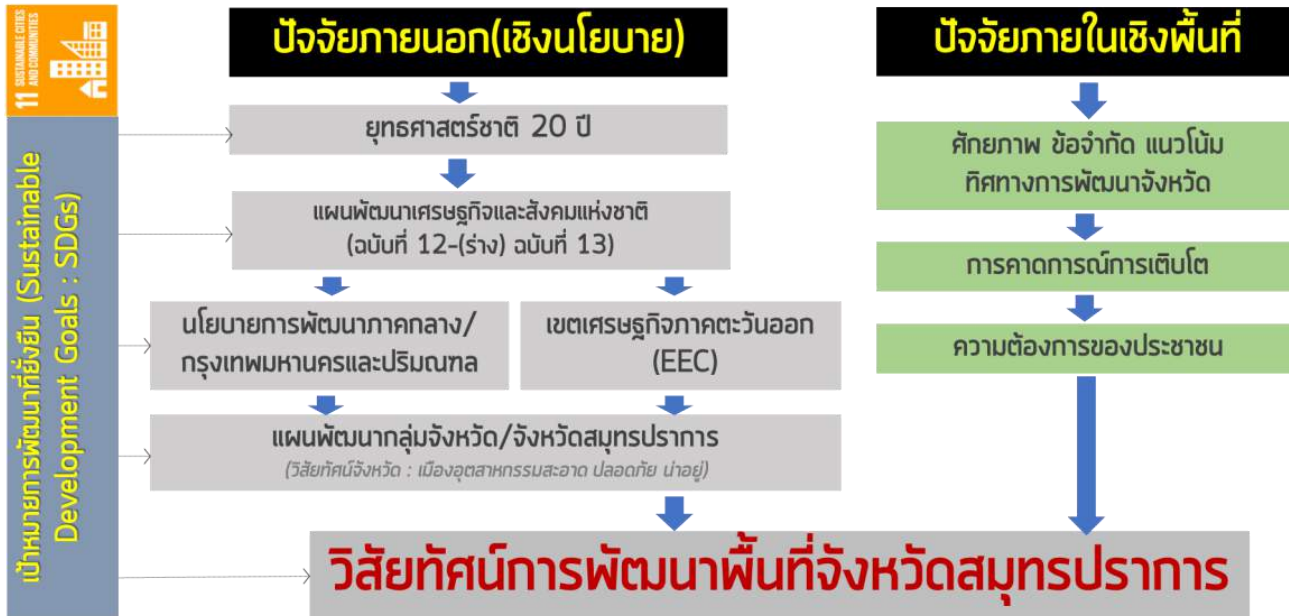 11 SUSTAINABLE CITIES
AND COMMUNITIES
เป้าหมายการพัฒนาที่ยั่งยืน (Sustainable
Development Goals : SDGs)
ปัจจัยภายนอก(เชิงนโยบาย)
ยุทธศาสตร์ชาติ 20 ปี
แผนพัฒนาเศรษฐกิจและสังคมแห่งชาติ
(ฉบับที่ 12-(ร่าง) ฉบับที่ 13)
นโยบายการพัฒนาภาคกลาง/
กรุงเทพมหานครและปริมณฑล
เขตเศรษฐกิจภาคตะวันออก
(EEC)
แผนพัฒนากลุ่มจังหวัด/จังหวัดสมุทรปราการ
(วิสัยทัศน์จังหวัด : เมืองอุตสาหกรรมสะอาด ปลอดภัย น่าอยู่)
ปัจจัยภายในเชิงพื้นที่
ศักยภาพ ข้อจำกัด แนวโน้ม
ทิศทางการพัฒนาจังหวัด
การคาดการณ์การเติบโต
ความต้องการของประชาชน
วิสัยทัศน์การพัฒนาพื้นที่จังหวัดสมุทรปราการ